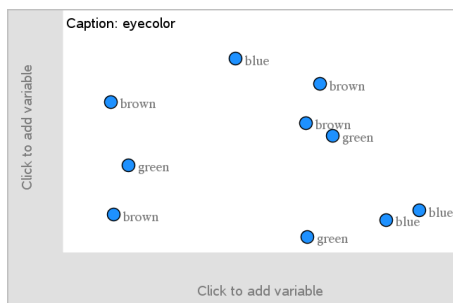 Caption: eyecolor
Click to add variable
blue
brown
brown
brown
green
green
brown
blue
blue
green
Click to add variable